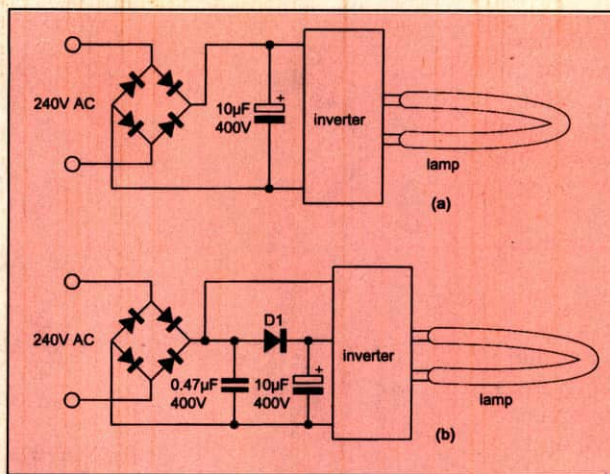 240V AC
10µF
400V
+
inverter
lamp
(a)
240V AC
D1
0.47µF
400V
10µF
400V
+
inverter
lamp
(b)